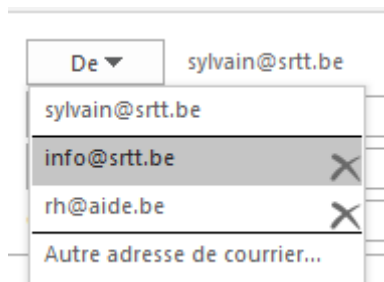 De sylvain@srtt.be
sylvain@srtt.be
info@srtt.be
rh@aide.be
Autre adresse de courrier...